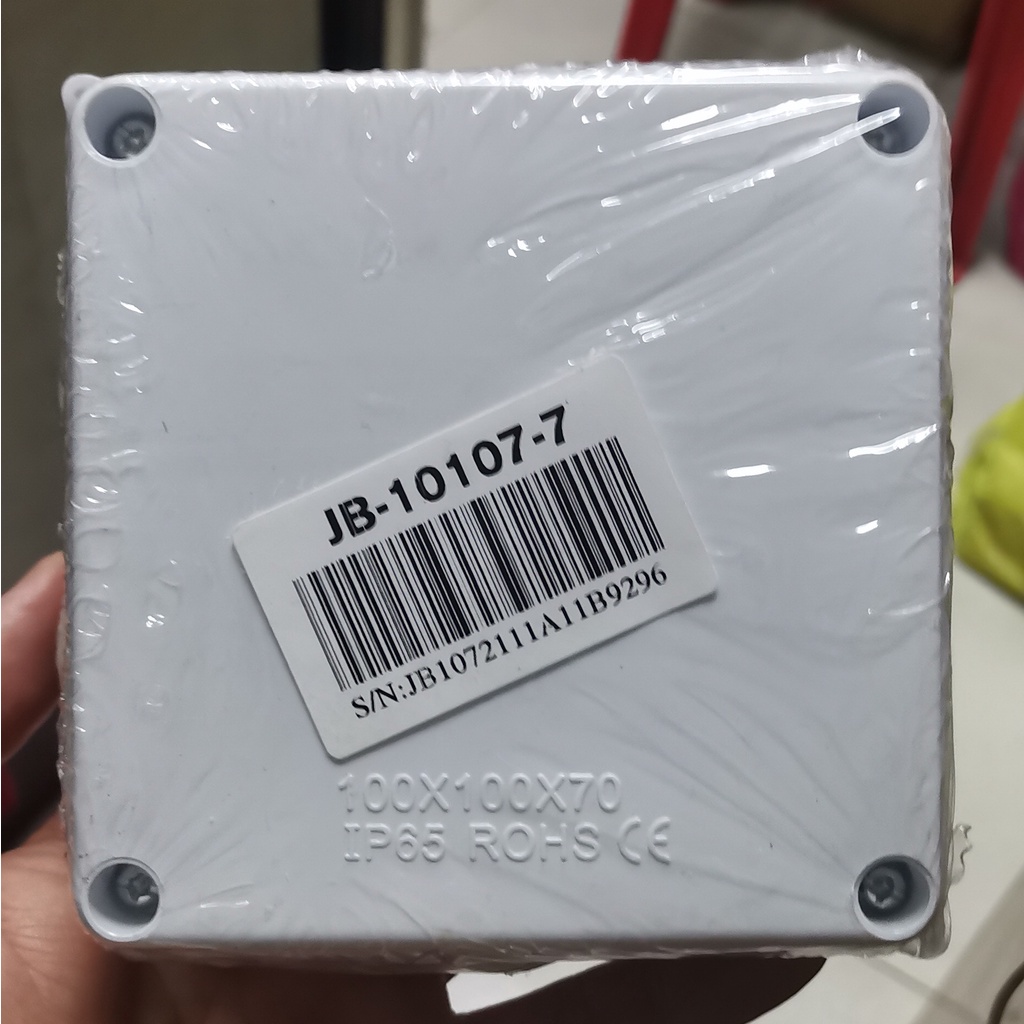 JB-10107-7
S/N:JB1072111A11B9296
100X100X70
IP65 ROHS CE